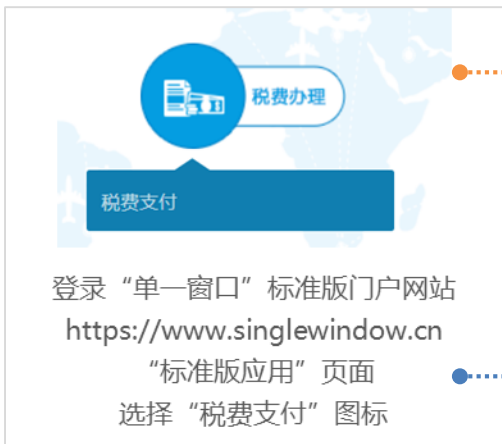 税费办理
税费支付
登录“单一窗口”标准版门户网站
https://www.singlewindow.cn
“标准版应用”页面
选择“税费支付”图标